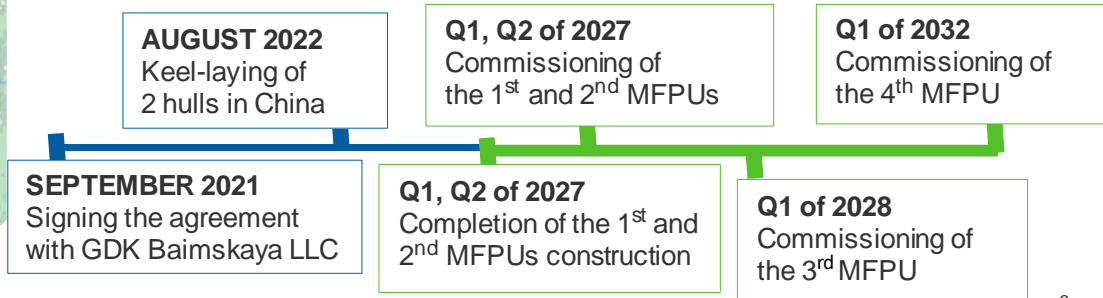 AUGUST 2022
Keel-laying of
2 hulls in China
Q1, Q2 of 2027
Commissioning of
the 1st and 2nd MFPUs
Q1 of 2032
Commissioning of
the 4th MFPU
SEPTEMBER 2021
Signing the agreement
with GDK Baimskaya LLC
Q1, Q2 of 2027
Completion of the 1st and
2nd MFPUs construction
Q1 of 2028
Commissioning of
the 3rd MFPU